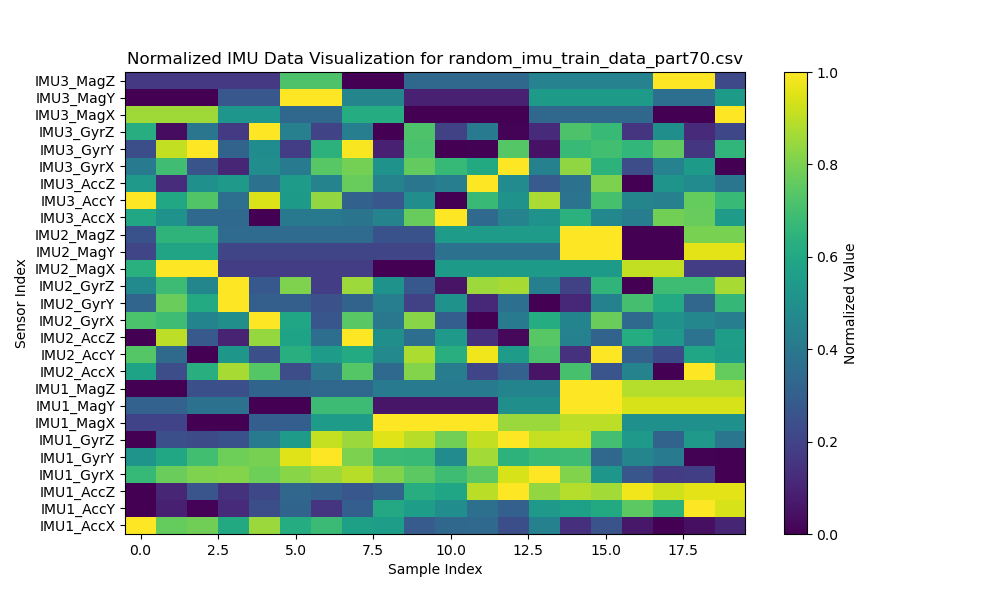 Normalized IMU Data Visualization for random_imu_train_data_part70.csv
IMU3_MagZ
IMU3_MagY
IMU3_MagX
IMU3_GyrZ
IMU3_GyrY
IMU3_GyrX
IMU3_AccZ
IMU3_AccY
IMU3_AccX
IMU2_MagZ
IMU2_MagY
IMU2_MagX
IMU2_GyrZ
IMU2_GyrY
IMU2_GyrX
IMU2_AccZ
IMU2_AccY
IMU2_AccX
IMU1_MagZ
IMU1_MagY
IMU1_MagX
IMU1_GyrZ
IMU1_GyrY
IMU1_GyrX
IMU1_AccZ
IMU1_AccY
IMU1_AccX
Sensor Index
0.0 2.5 5.0 7.5 10.0 12.5 15.0 17.5
Sample Index
1.0
0.8
0.6
0.4
0.2
0.0
Normalized Value